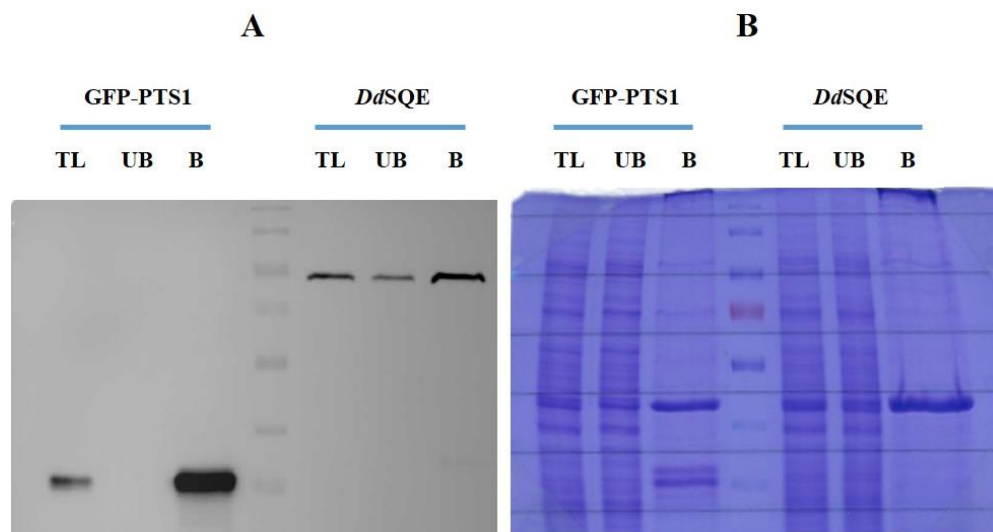 A B
GFP-PTS1 DdSQE GFP-PTS1 DdSQE
TL UB B TL UB B TL UB B TL UB B